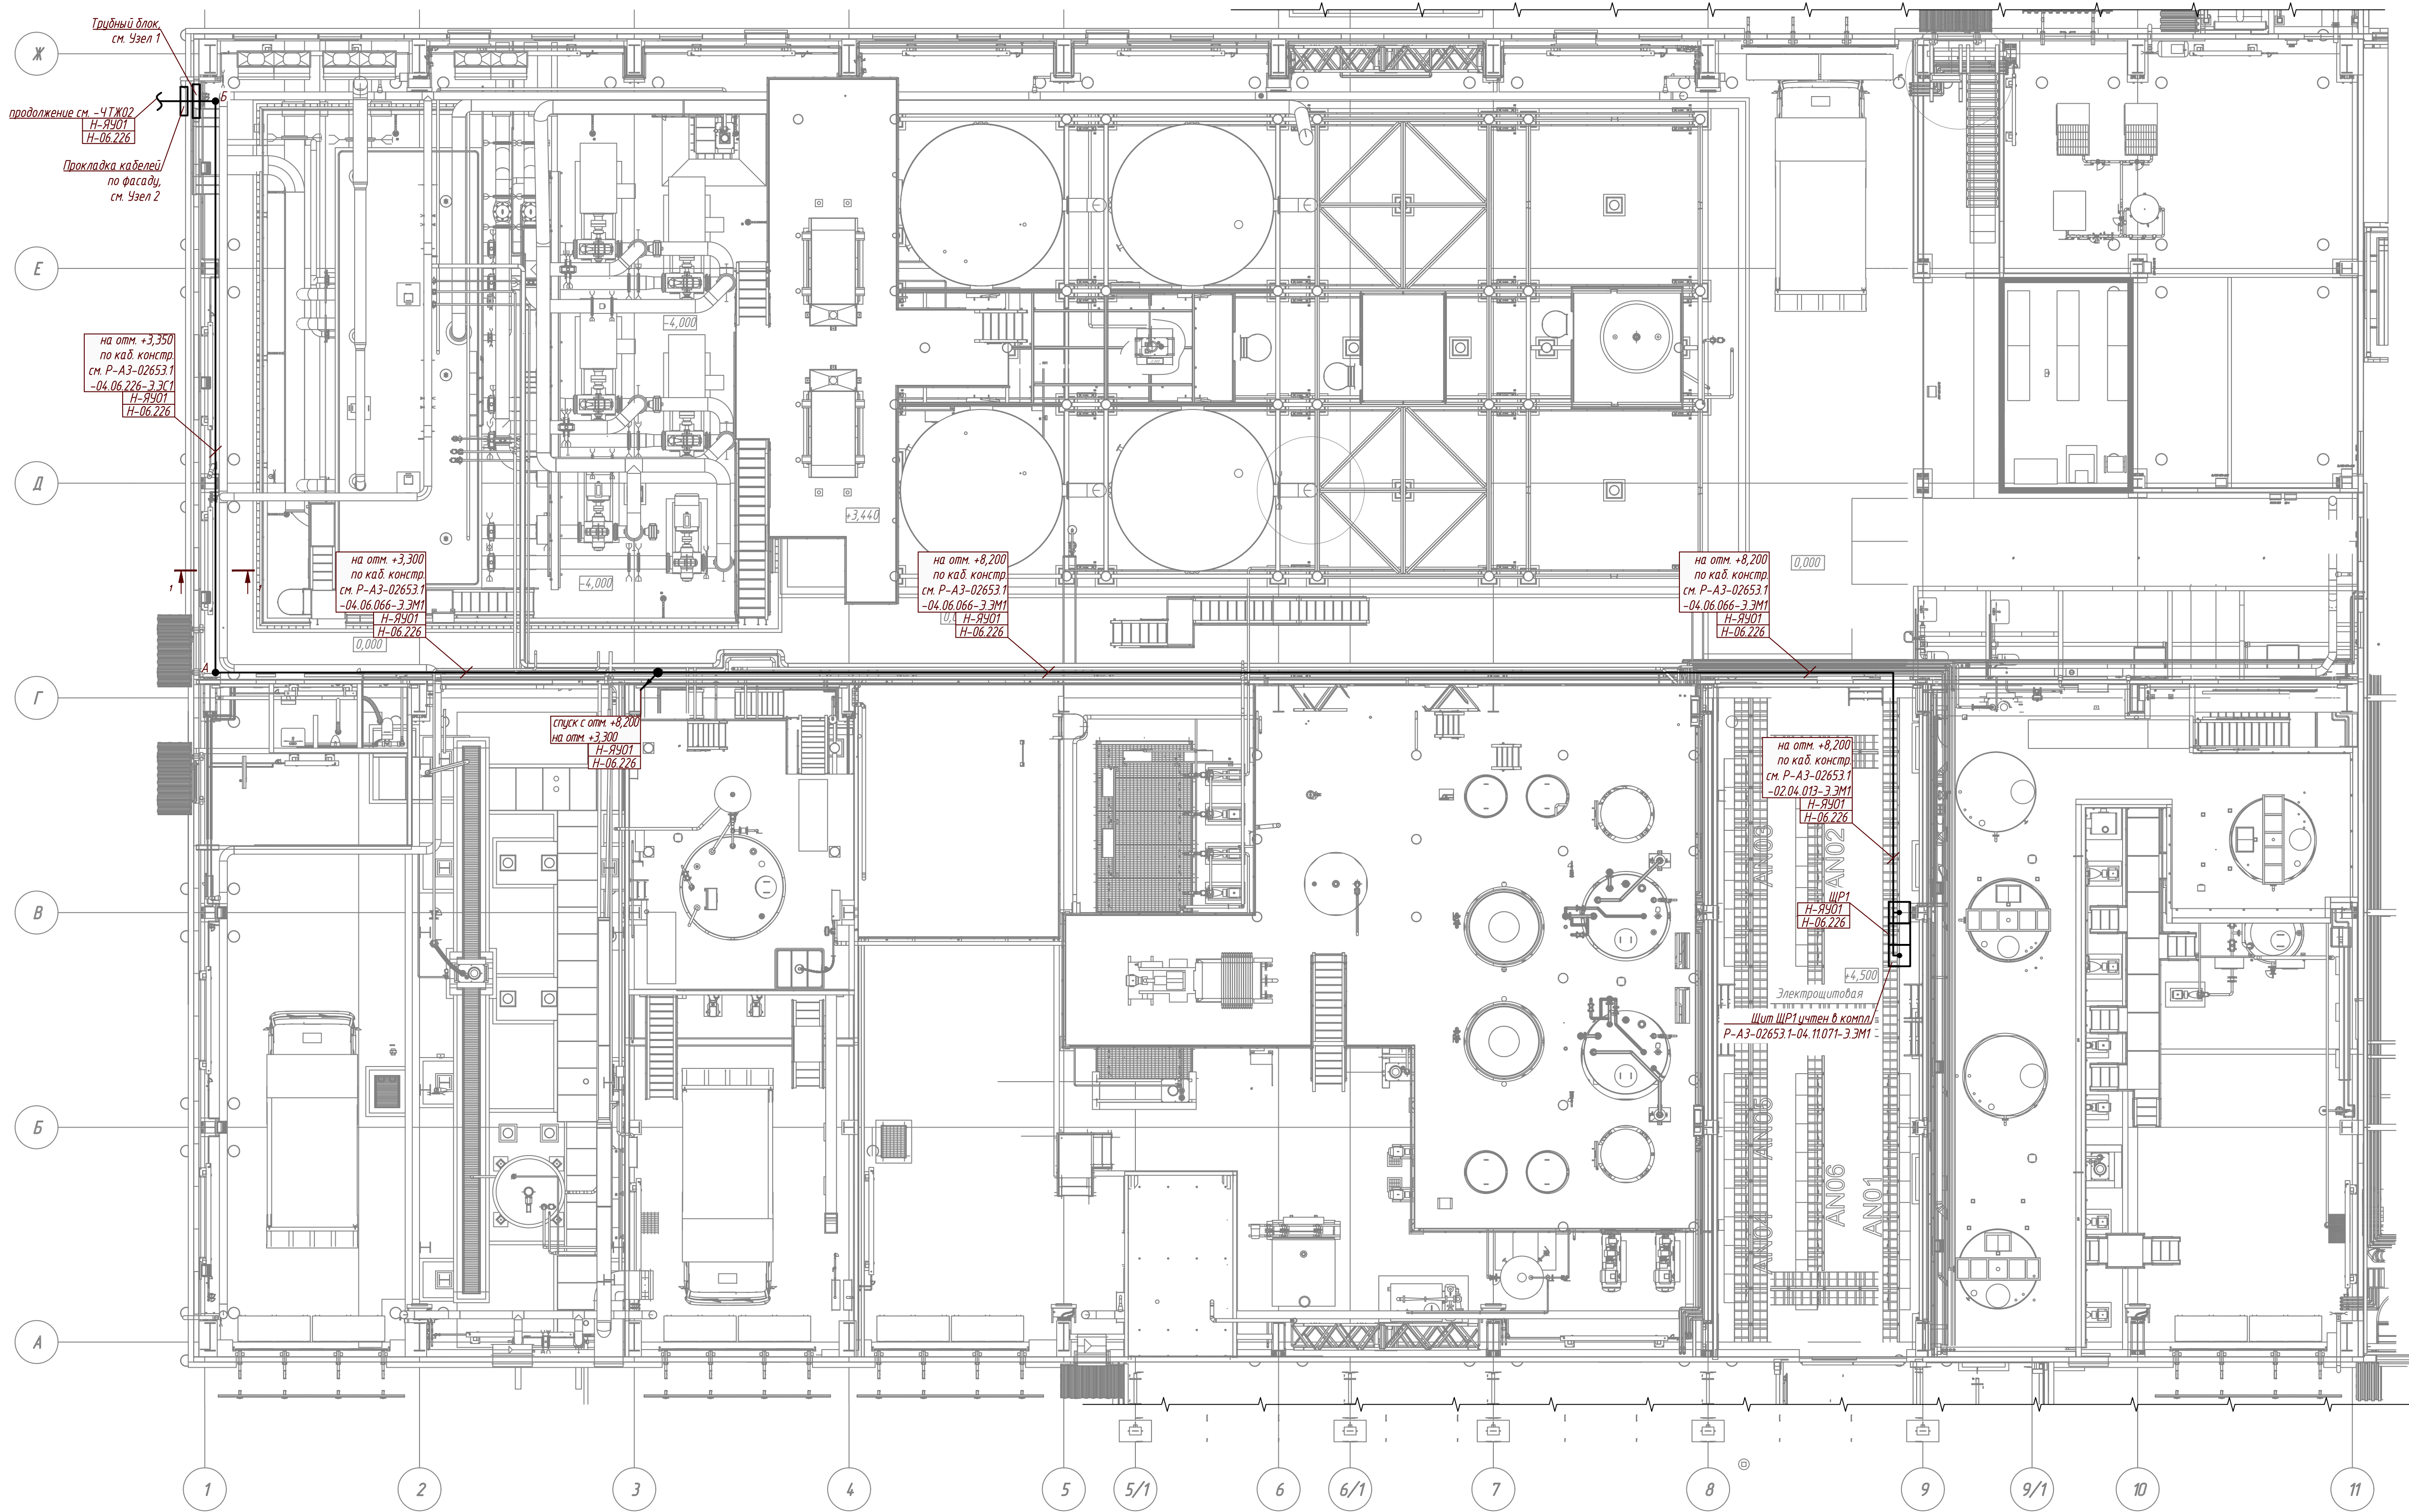 Трубный блок,
см. Узел 1
Ж
Б
продолжение см. -ЧТЖ02
Н-ЯУ01
Н-06.226
Прокладка кабелей
по фасаду,
см. Узел 2
Е
-4,000
на отм. +3,350
по каб. констр.
см. Р-АЗ-02653.1
-04.06.226-Э.ЭС1
Н-ЯУ01
Н-06.226
Д
+3,440
на отм. +3,300
по каб. констр.
см. Р-АЗ-02653.1
-04.06.066-Э.ЭМ1
Н-ЯУ01
Н-06.226
-4,000
на отм. +8,200
по каб. констр.
см. Р-АЗ-02653.1
-04.06.066-Э.ЭМ1
Н-ЯУ01
Н-06.226
на отм. +8,200
по каб. констр.
см. Р-АЗ-02653.1
-04.06.066-Э.ЭМ1
Н-ЯУ01
Н-06.226
0,000
1
1
0,000
А
Г
спуск с отм. +8,200
на отм. +3,300
Н-ЯУ01
Н-06.226
на отм. +8,200
по каб. констр.
см. Р-АЗ-02653.1
-02.04.013-Э.ЭМ1
Н-ЯУ01
Н-06.226
AN03
AN02
ЩР1
Н-ЯУ01
Н-06.226
В
+4,500
Электрощитовая
Щит ЩР1 учтен в компл.
Р-АЗ-02653.1-04.11.071-Э.ЭМ1
AN05
Б
AN06
AN01
AN04
А
1
2
3
4
5
5/1
6
6/1
7
8
9
9/1
10
11